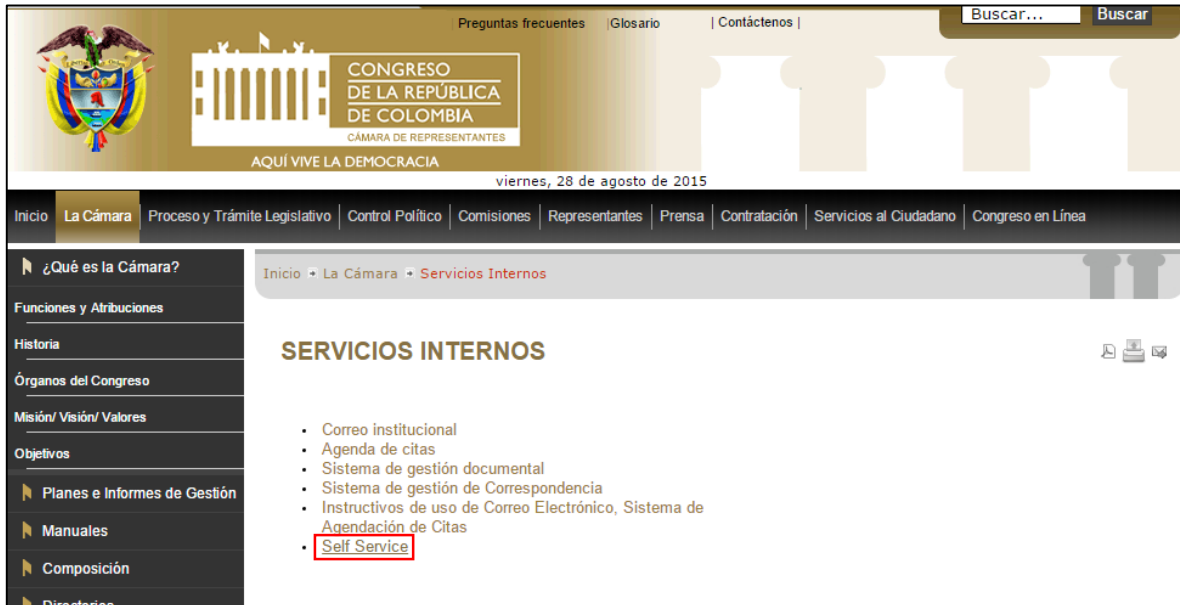 Preguntas frecuentes |Glosario | Contáctenos |
Buscar... Buscar
CONGRESO
DE LA REPÚBLICA
DE COLOMBIA
CÁMARA DE REPRESENTANTES
AQUÍ VIVE LA DEMOCRACIA
viernes, 28 de agosto de 2015
Inicio La Cámara Proceso y Trámite Legislativo Control Político Comisiones Representantes Prensa Contratación Servicios al Ciudadano Congreso en Línea
¿Qué es la Cámara?
Funciones y Atribuciones
Historia
Órganos del Congreso
Misión/ Visión/ Valores
Objetivos
Planes e Informes de Gestión
Manuales
Composición
Directorios
Inicio La Cámara Servicios Internos
SERVICIOS INTERNOS
Correo institucional
Agenda de citas
Sistema de gestión documental
Sistema de gestión de Correspondencia
Instructivos de uso de Correo Electrónico, Sistema de
Agendación de Citas
Self Service